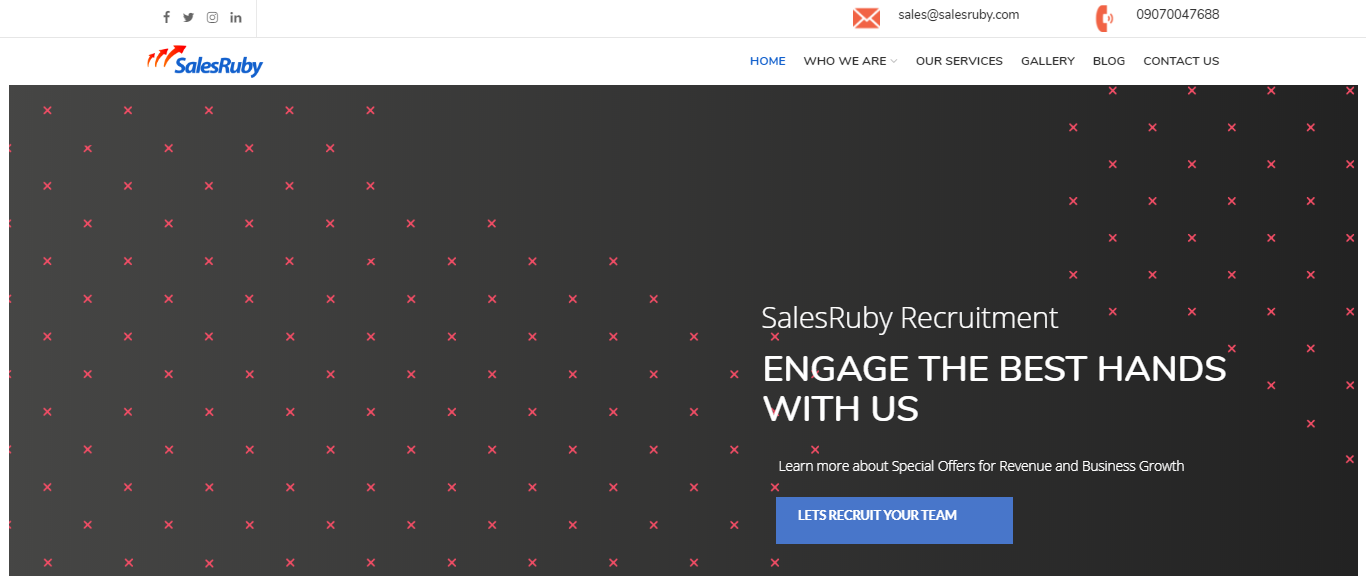 sales@salesruby.com
09070047688
SalesRuby
HOME
WHO WE ARE
OUR SERVICES
GALLERY
BLOG
CONTACT US
SalesRuby Recruitment
ENGAGE THE BEST HANDS
WITH US
Learn more about Special Offers for Revenue and Business Growth
LETS RECRUIT YOUR TEAM